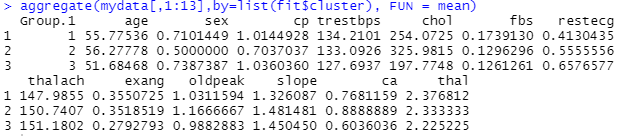 > aggregate(mydata[,1:13],by=list(fit$cluster), FUN = mean)
Group.1 age sex cp trestbps chol fbs restecg
1 1 55.77536 0.7101449 1.0144928 134.2101 254.0725 0.1739130 0.4130435
2 2 56.27778 0.5000000 0.7037037 133.0926 325.9815 0.1296296 0.5555556
3 3 51.68468 0.7387387 1.0360360 127.6937 197.7748 0.1261261 0.6576577
thalach exang oldpeak slope ca thal
1 147.9855 0.3550725 1.0311594 1.326087 0.7681159 2.376812
2 150.7407 0.3518519 1.1666667 1.481481 0.8888889 2.333333
3 151.1802 0.2792793 0.9882883 1.450450 0.6036036 2.225225